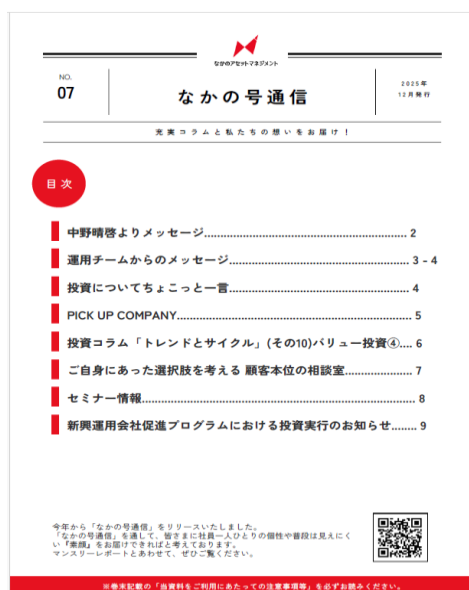 なかのアセットマネジメント
NO.
07
なかの号通信
2025年
12月発行
充実コラムと私たちの想いをお届け！
目次
中野晴啓よりメッセージ.................................................. 2
運用チームからのメッセージ............................................. 3 - 4
投資についてちょこっと一言............................................. 4
PICK UP COMPANY.......................................................... 5
投資コラム「トレンドとサイクル」(その10)バリュー投資④.... 6
ご自身にあった選択肢を考える 顧客本位の相談室................. 7
セミナー情報.................................................................... 8
新興運用会社促進プログラムにおける投資実行のお知らせ........ 9
今年から「なかの号通信」をリリースいたしました。
「なかの号通信」を通して、皆さまに社員一人ひとりの個性や普段は見えにく
い『素顔』をお届けできればと考えております。
マンスリーレポートとあわせて、ぜひご覧ください。
※巻末記載の「当資料をご利用にあたっての注意事項等」を必ずお読みください。